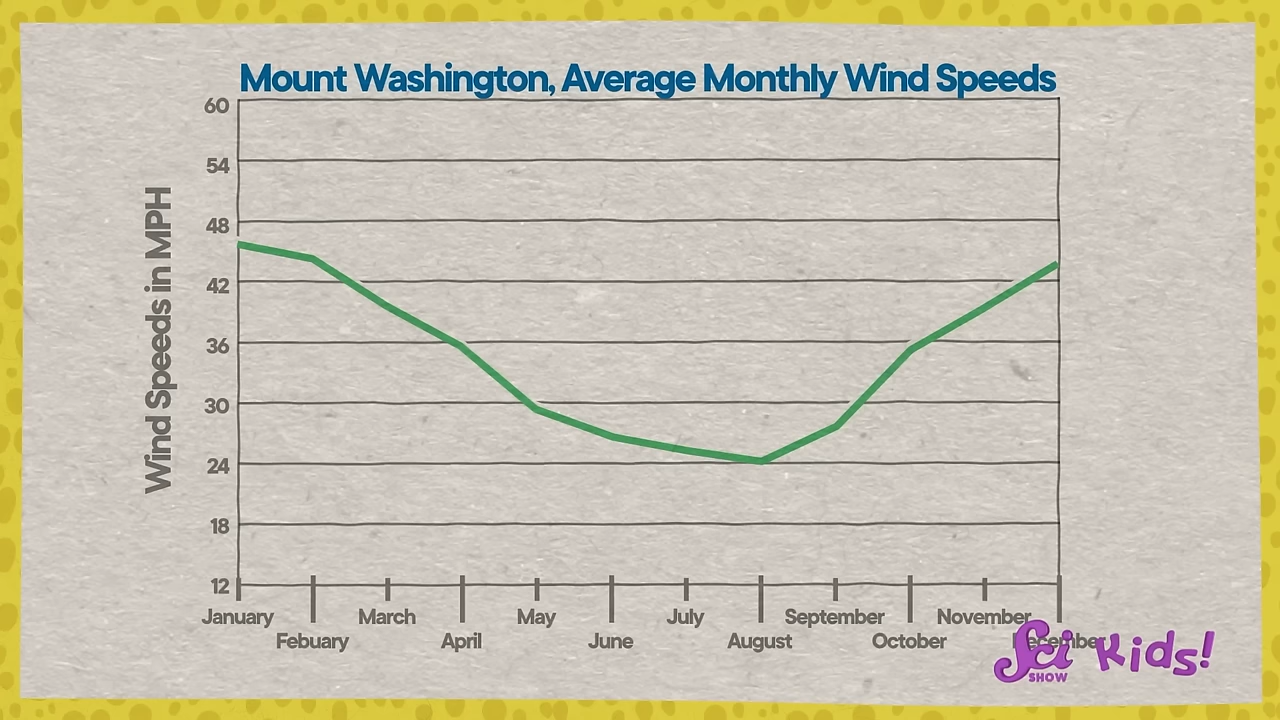 Mount Washington, Average Monthly Wind Speeds
60
54
48
42
36
30
24
18
12
Wind Speeds in MPH
January
Febuary
March
April
May
June
July
August
September
October
November
December
Sci Kids!
SHOW